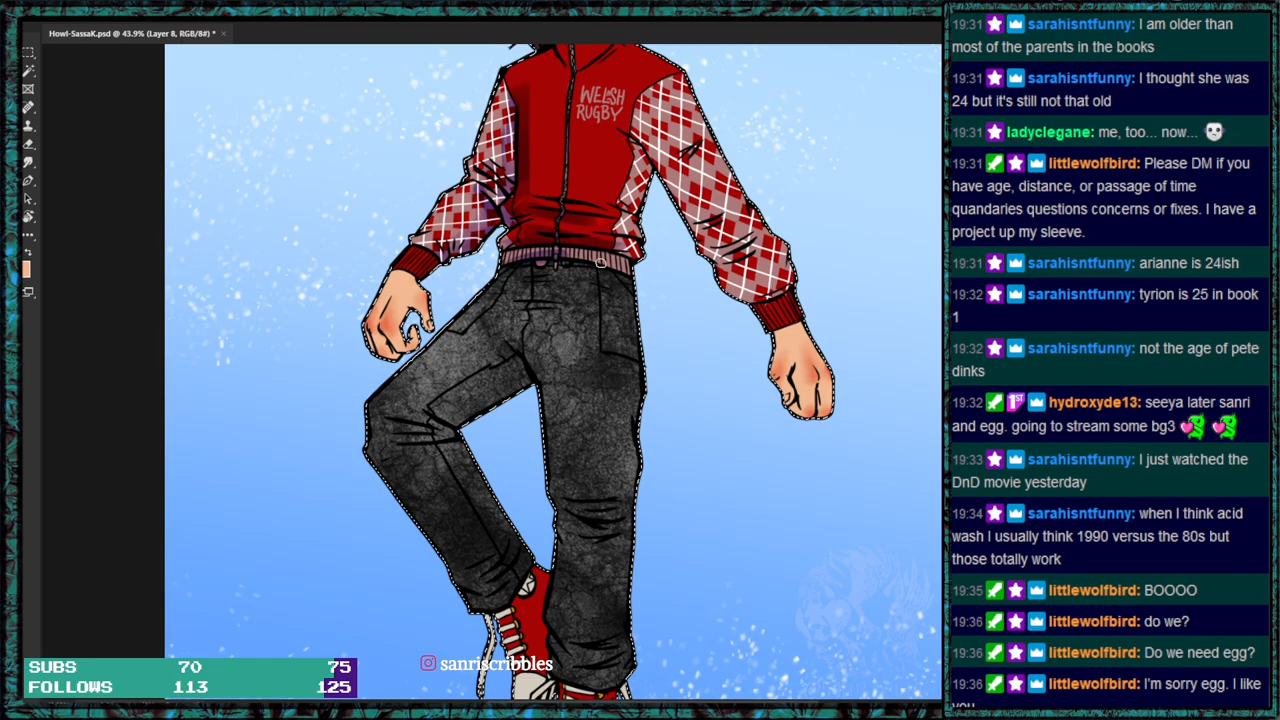 Howl-SassaK.psd @ 43.9% (Layer 8, RGB/8#) * ×
WELSH
RUGBY
SUBS 70 75
FOLLOWS 113 125
sanriscribbles
19:31 sarahisntfunny: I am older than
most of the parents in the books
19:31 sarahisntfunny: I thought she was
24 but it's still not that old
19:31 ladyclegane: me, too... now...
19:31 littlewolfbird: Please DM if you
have age, distance, or passage of time
quandaries questions concerns or fixes. I have a
project up my sleeve.
19:31 sarahisntfunny: arianne is 24ish
19:32 sarahisntfunny: tyrion is 25 in book
1
19:32 sarahisntfunny: not the age of pete
dinks
19:32 1ST hydroxyde13: seeya later sanri
and egg. going to stream some bg3
19:33 sarahisntfunny: I just watched the
DnD movie yesterday
19:34 sarahisntfunny: when I think acid
wash I usually think 1990 versus the 80s but
those totally work
19:35 littlewolfbird: BOOOO
19:36 littlewolfbird: do we?
19:36 littlewolfbird: Do we need egg?
19:36 littlewolfbird: I'm sorry egg. I like
you